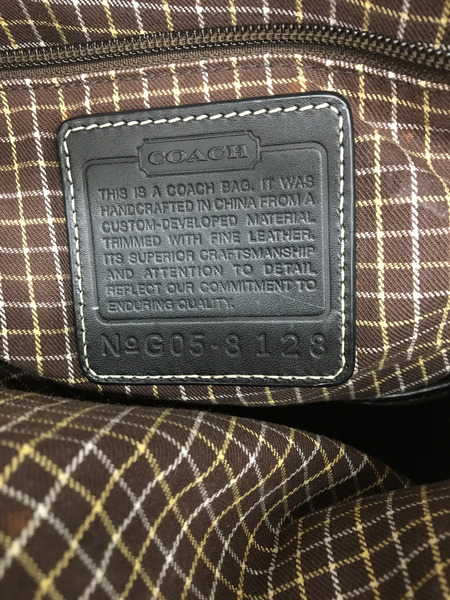 COACH
THIS IS A COACH BAG. IT WAS
HANDCRAFTED IN CHINA FROM A
CUSTOM-DEVELOPED MATERIAL
TRIMMED WITH FINE LEATHER.
ITS SUPERIOR CRAFTSMANSHIP
AND ATTENTION TO DETAIL
REFLECT OUR COMMITMENT TO
ENDURING QUALITY.
№G05-8128